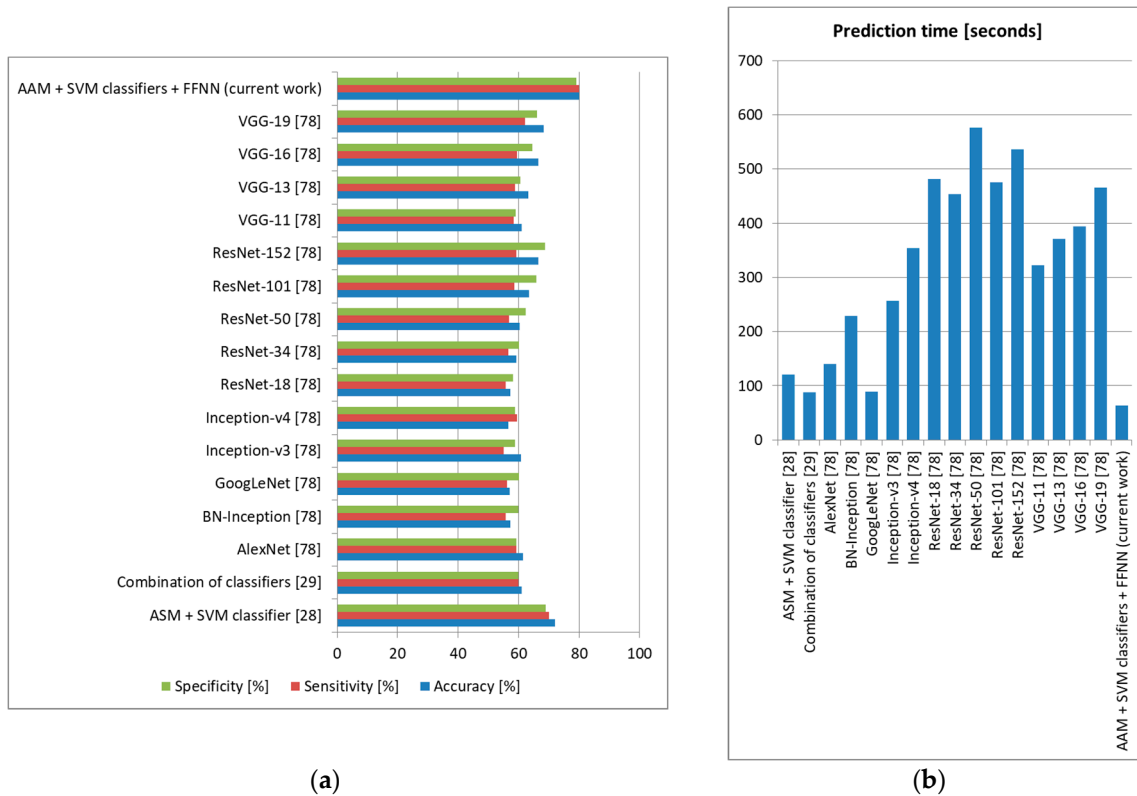 AAM + SVM classifiers + FFNN (current work)
VGG-19 [78]
VGG-16 [78]
VGG-13 [78]
VGG-11 [78]
ResNet-152 [78]
ResNet-101 [78]
ResNet-50 [78]
ResNet-34 [78]
ResNet-18 [78]
Inception-v4 [78]
Inception-v3 [78]
GoogLeNet [78]
BN-Inception [78]
AlexNet [78]
Combination of classifiers [29]
ASM + SVM classifier [28]
0 20 40 60 80 100
Specificity [%] Sensitivity [%] Accuracy [%]
(a)
Prediction time [seconds]
700
600
500
400
300
200
100
0
ASM + SVM classifier [28]
Combination of classifiers [29]
AlexNet [78]
BN-Inception [78]
GoogLeNet [78]
Inception-v3 [78]
Inception-v4 [78]
ResNet-18 [78]
ResNet-34 [78]
ResNet-50 [78]
ResNet-101 [78]
ResNet-152 [78]
VGG-11 [78]
VGG-13 [78]
VGG-16 [78]
VGG-19 [78]
AAM + SVM classifiers + FFNN (current work)
(b)